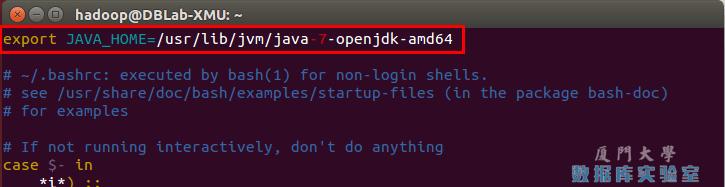 hadoop@DBLab-XMU: ~
export JAVA_HOME=/usr/lib/jvm/java-7-openjdk-amd64
# ~/.bashrc: executed by bash(1) for non-login shells.
# see /usr/share/doc/bash/examples/startup-files (in the package bash-doc)
# for examples
# If not running interactively, don't do anything
case $- in
*i*) ;;
厦門大學
数据库实验室